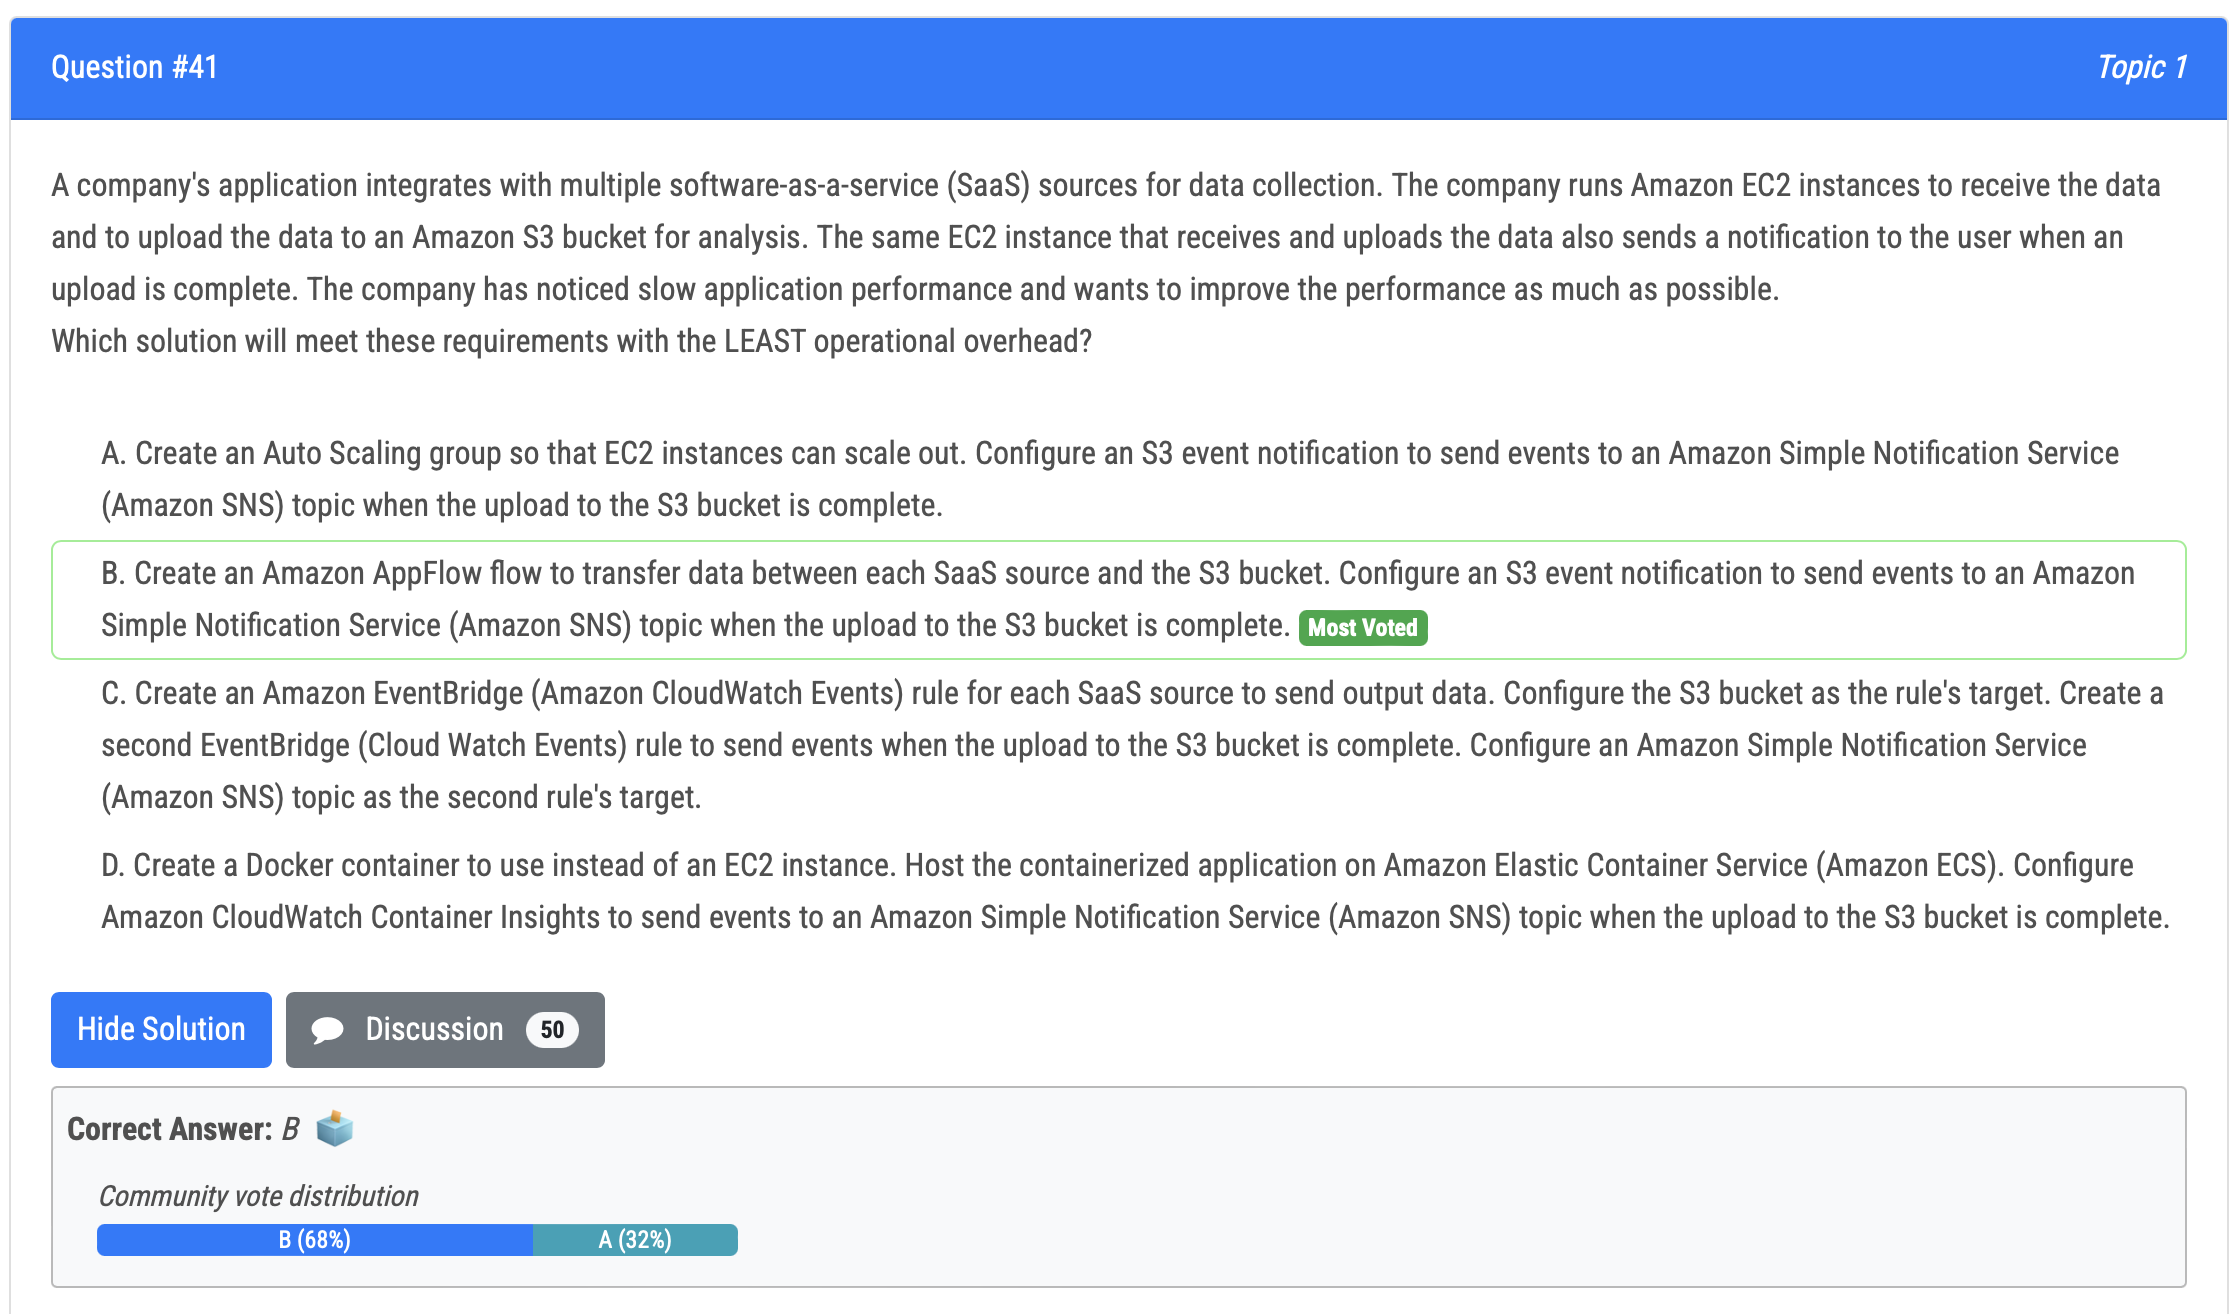 Question #41
Topic 1
A company's application integrates with multiple software-as-a-service (SaaS) sources for data collection. The company runs Amazon EC2 instances to receive the data
and to upload the data to an Amazon S3 bucket for analysis. The same EC2 instance that receives and uploads the data also sends a notification to the user when an
upload is complete. The company has noticed slow application performance and wants to improve the performance as much as possible.
Which solution will meet these requirements with the LEAST operational overhead?
A. Create an Auto Scaling group so that EC2 instances can scale out. Configure an S3 event notification to send events to an Amazon Simple Notification Service
(Amazon SNS) topic when the upload to the S3 bucket is complete.
B. Create an Amazon AppFlow flow to transfer data between each SaaS source and the S3 bucket. Configure an S3 event notification to send events to an Amazon
Simple Notification Service (Amazon SNS) topic when the upload to the S3 bucket is complete. Most Voted
C. Create an Amazon EventBridge (Amazon CloudWatch Events) rule for each SaaS source to send output data. Configure the S3 bucket as the rule's target. Create a
second EventBridge (Cloud Watch Events) rule to send events when the upload to the S3 bucket is complete. Configure an Amazon Simple Notification Service
(Amazon SNS) topic as the second rule's target.
D. Create a Docker container to use instead of an EC2 instance. Host the containerized application on Amazon Elastic Container Service (Amazon ECS). Configure
Amazon CloudWatch Container Insights to send events to an Amazon Simple Notification Service (Amazon SNS) topic when the upload to the S3 bucket is complete.
Hide Solution
Discussion 50
Correct Answer: B
Community vote distribution
B (68%)
A (32%)